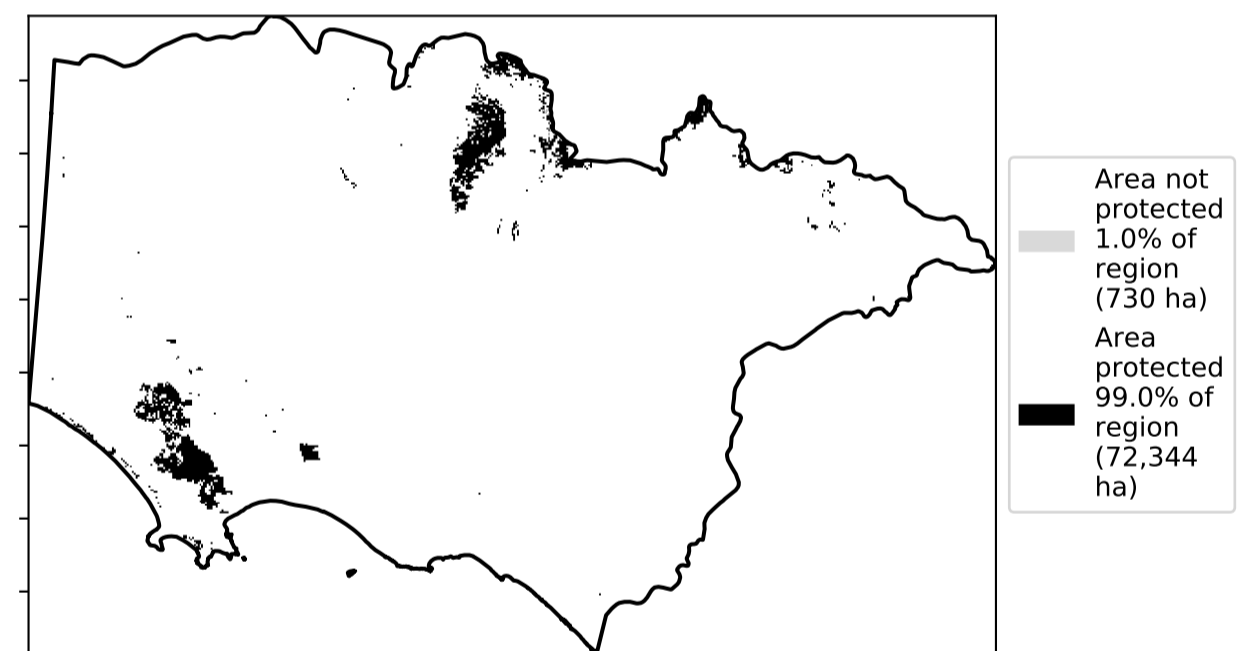 Area not
protected
1.0% of
region
(730 ha)
Area
protected
99.0% of
region
(72,344
ha)